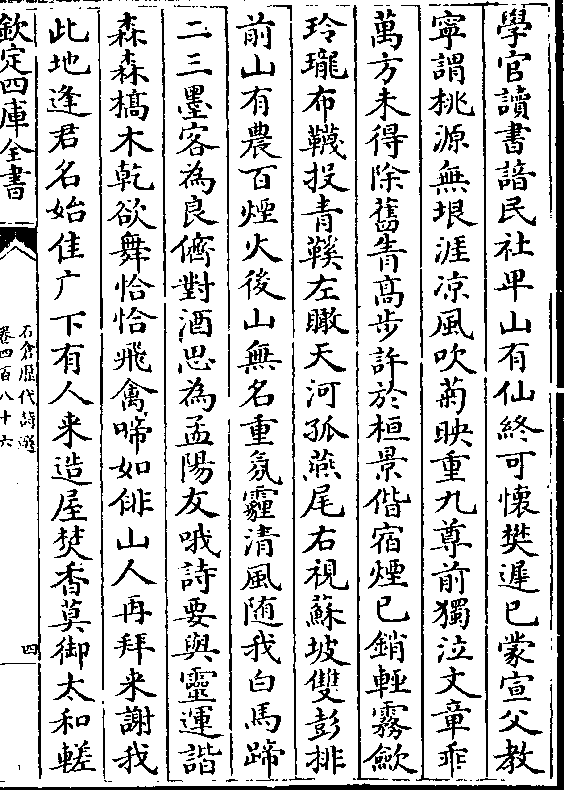 學官讀書諳民社卑山有仙終可懷樊遲已蒙宣父教
寧謂桃源無垠涯凉風吹菊映重九尊前獨泣文章乖
萬方未得除舊眚髙步許於桓景偕宿煙已銷輕霧歛
玲瓏布韈投青鞵左瞰天河孤燕尾右視蘇坡雙彭排
前山有農百煙火後山無名重氛霾清風随我白馬蹄
二三墨客為良儕對酒思為孟陽友哦詩要與靈運諧
森森槁木乾欲舞恰恰飛禽啼如俳山人再拜来謝我
此地逢君名始佳广下有人来造屋焚香莫御太和䡨
欽定四庫全書
石倉歴代詩選
卷四百八十六
四